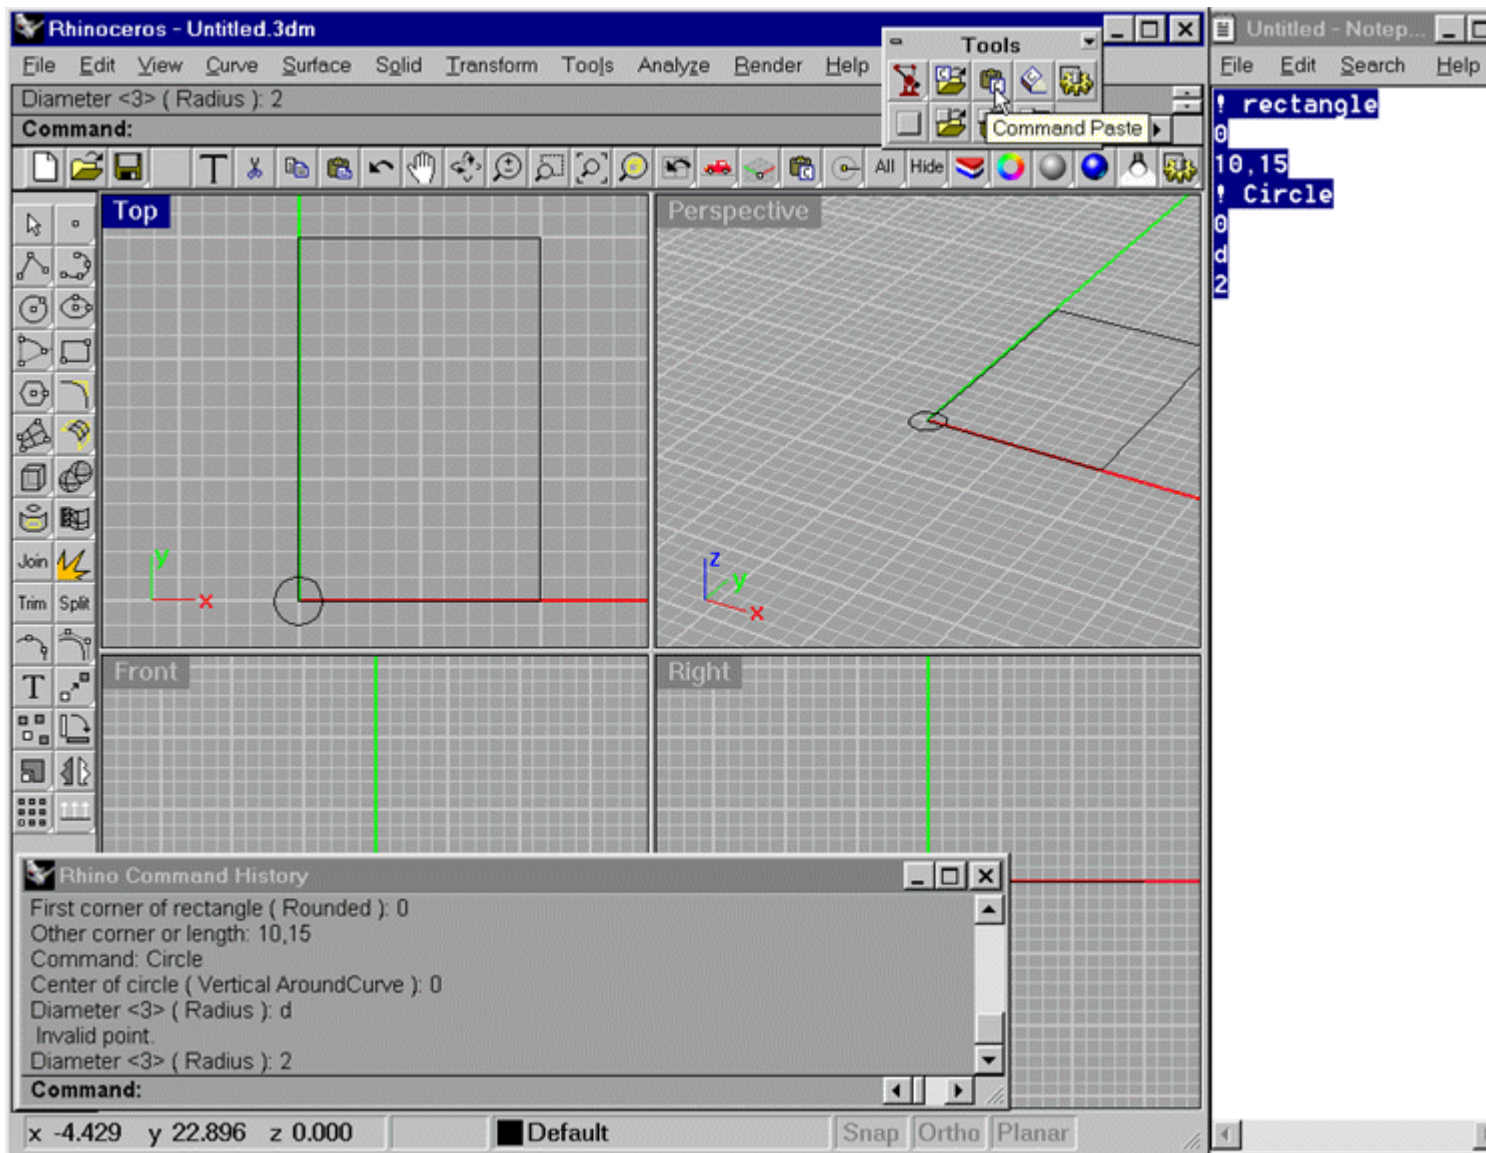 Rhinoceros - Untitled.3dm
File Edit View Curve Surface Solid Transform Tools Analyze Render Help
Diameter <3> ( Radius ): 2
Command:
Tools
Command Paste
T All Hide
Top
y
x
Perspective
z
y
x
Join
Trim Split
T
Front
Right
Rhino Command History
First corner of rectangle ( Rounded ): 0
Other corner or length: 10,15
Command: Circle
Center of circle ( Vertical AroundCurve ): 0
Diameter <3> ( Radius ): d
Invalid point.
Diameter <3> ( Radius ): 2
Command:
x -4.429 y 22.896 z 0.000 Default Snap Ortho Planar
Untitled - Notep...
File Edit Search Help
! rectangle
0
10,15
! Circle
0
d
2